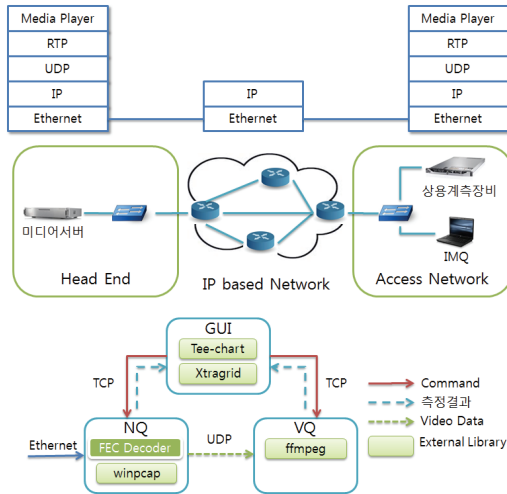 Media Player
RTP
UDP
IP
Ethernet
IP
Ethernet
Media Player
RTP
UDP
IP
Ethernet
미디어서버
Head End
IP based Network
상용계측장비
IMQ
Access Network
GUI
Tee-chart
Xtragrid
TCP
TCP
NQ
FEC Decoder
winpcap
Ethernet
UDP
VQ
ffmpeg
Command
측정결과
Video Data
External Library